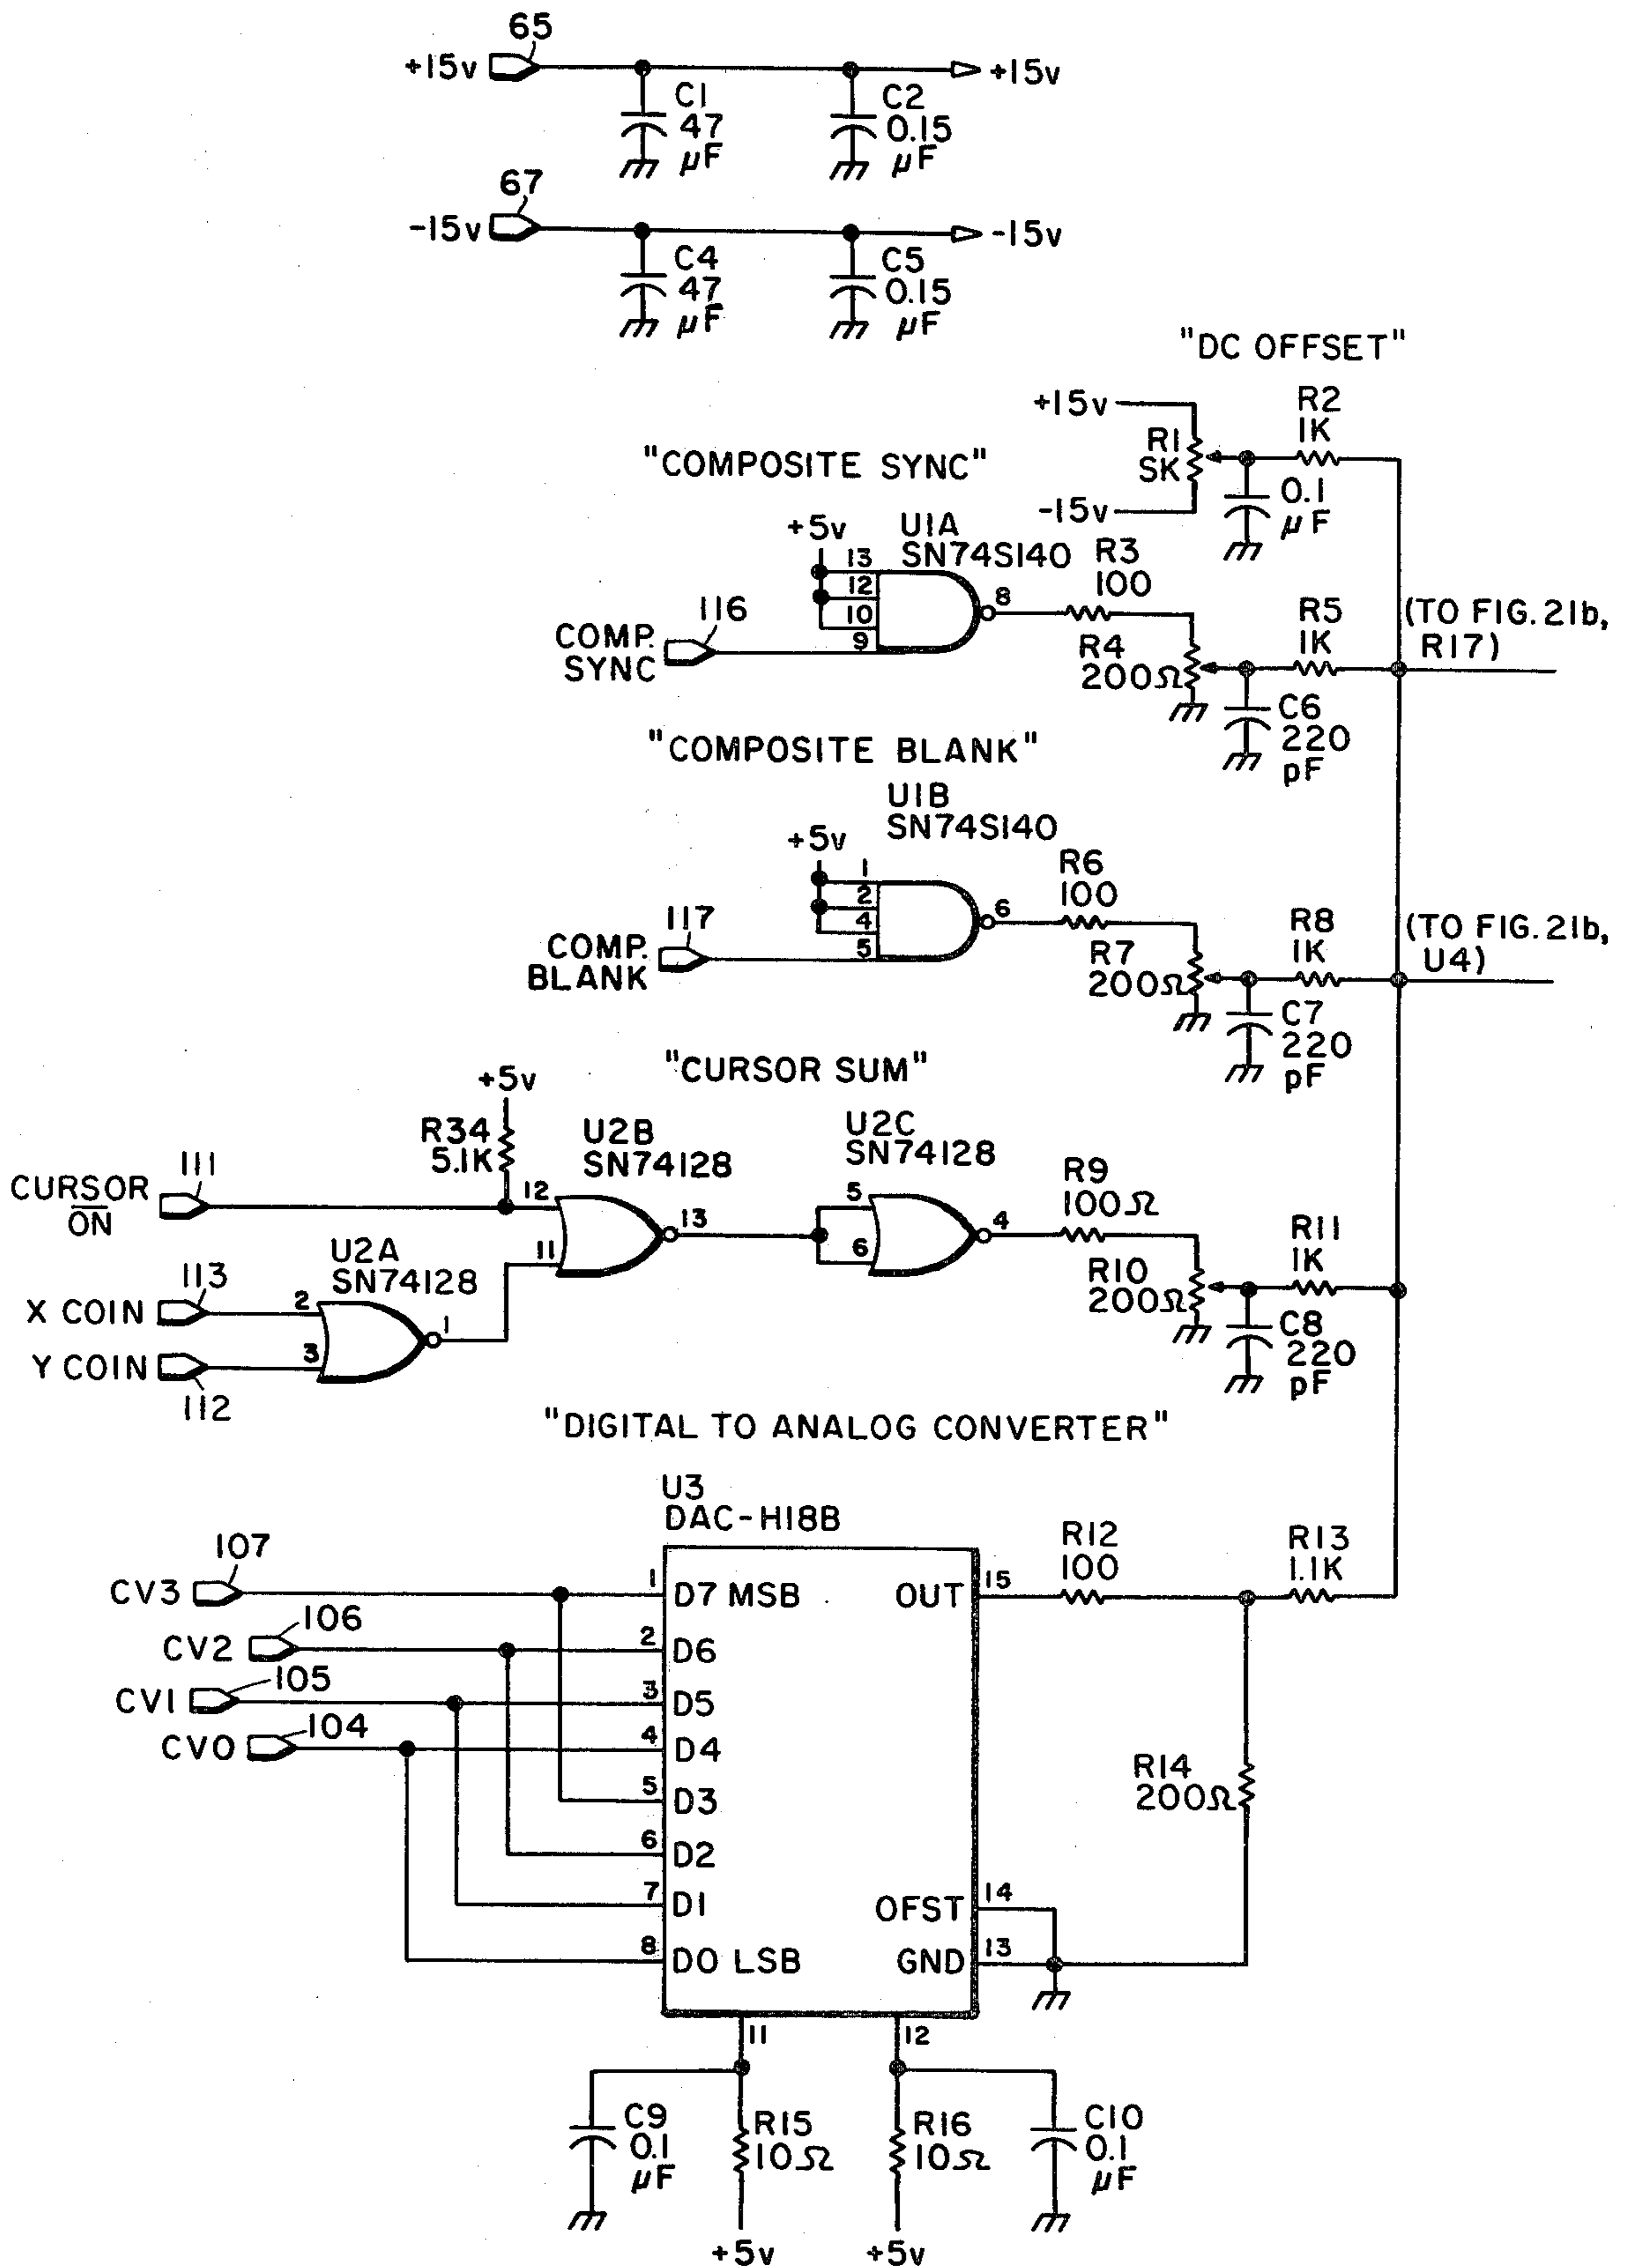 65
+15v
+15v
C1
47
µF
C2
0.15
µF
67
-15v
-15v
C4
47
µF
C5
0.15
µF
"DC OFFSET"
+15v
R1
SK
-15v
R2
1K
0.1
µF
"COMPOSITE SYNC"
+5v
U1A
SN74S140
13
12
10
9
8
116
COMP.
SYNC
R3
100
R4
200Ω
R5
1K
C6
220
pF
(TO FIG. 21b,
R17)
"COMPOSITE BLANK"
U1B
SN74S140
+5v
1
2
4
5
6
117
COMP.
BLANK
R6
100
R7
200Ω
R8
1K
C7
220
pF
(TO FIG. 21b,
U4)
"CURSOR SUM"
+5v
R34
5.1K
U2B
SN74128
U2C
SN74128
111
CURSOR
ON
12
11
13
5
6
4
R9
100Ω
R10
200Ω
R11
1K
C8
220
pF
U2A
SN74128
113
X COIN
2
3
1
Y COIN
112
"DIGITAL TO ANALOG CONVERTER"
U3
DAC-HI8B
107
CV3
106
CV2
105
CV1
104
CV0
1
D7 MSB
2
D6
3
D5
4
D4
5
D3
6
D2
7
D1
8
D0 LSB
OUT
15
OFST
14
GND
13
R12
100
R13
1.1K
R14
200Ω
11
12
C9
0.1
µF
R15
10Ω
R16
10Ω
C10
0.1
µF
+5v
+5v